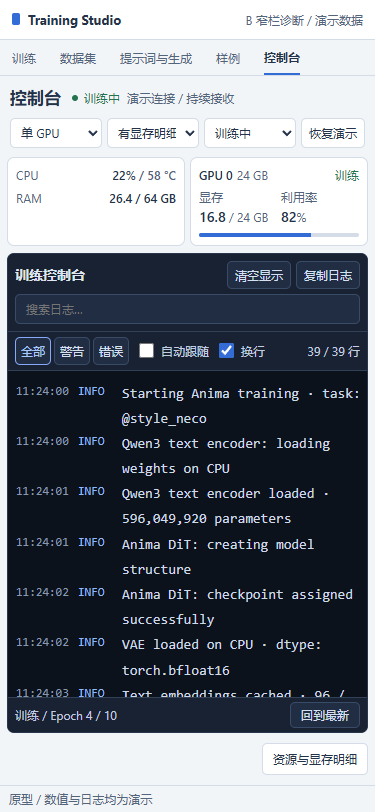 Training Studio
B 窄栏诊断 / 演示数据
训练 数据集 提示词与生成 样例 控制台
控制台 训练中 演示连接 / 持续接收
单 GPU 有显存明细 训练中 恢复演示
CPU 22% / 58 °C
RAM 26.4 / 64 GB
GPU 0 24 GB 训练
显存 利用率
16.8 / 24 GB 82%
训练控制台 清空显示 复制日志
搜索日志...
全部 警告 错误 自动跟随 换行 39 / 39 行
11:24:00 INFO Starting Anima training · task:
@style_neco
11:24:00 INFO Qwen3 text encoder: loading
weights on CPU
11:24:01 INFO Qwen3 text encoder loaded ·
596,049,920 parameters
11:24:01 INFO Anima DiT: creating model
structure
11:24:02 INFO Anima DiT: checkpoint assigned
successfully
11:24:02 INFO VAE loaded on CPU · dtype:
torch.bfloat16
11:24:03 INFO Text embeddings cached · 96 /
训练 / Epoch 4 / 10 回到最新
资源与显存明细
原型 / 数值与日志均为演示